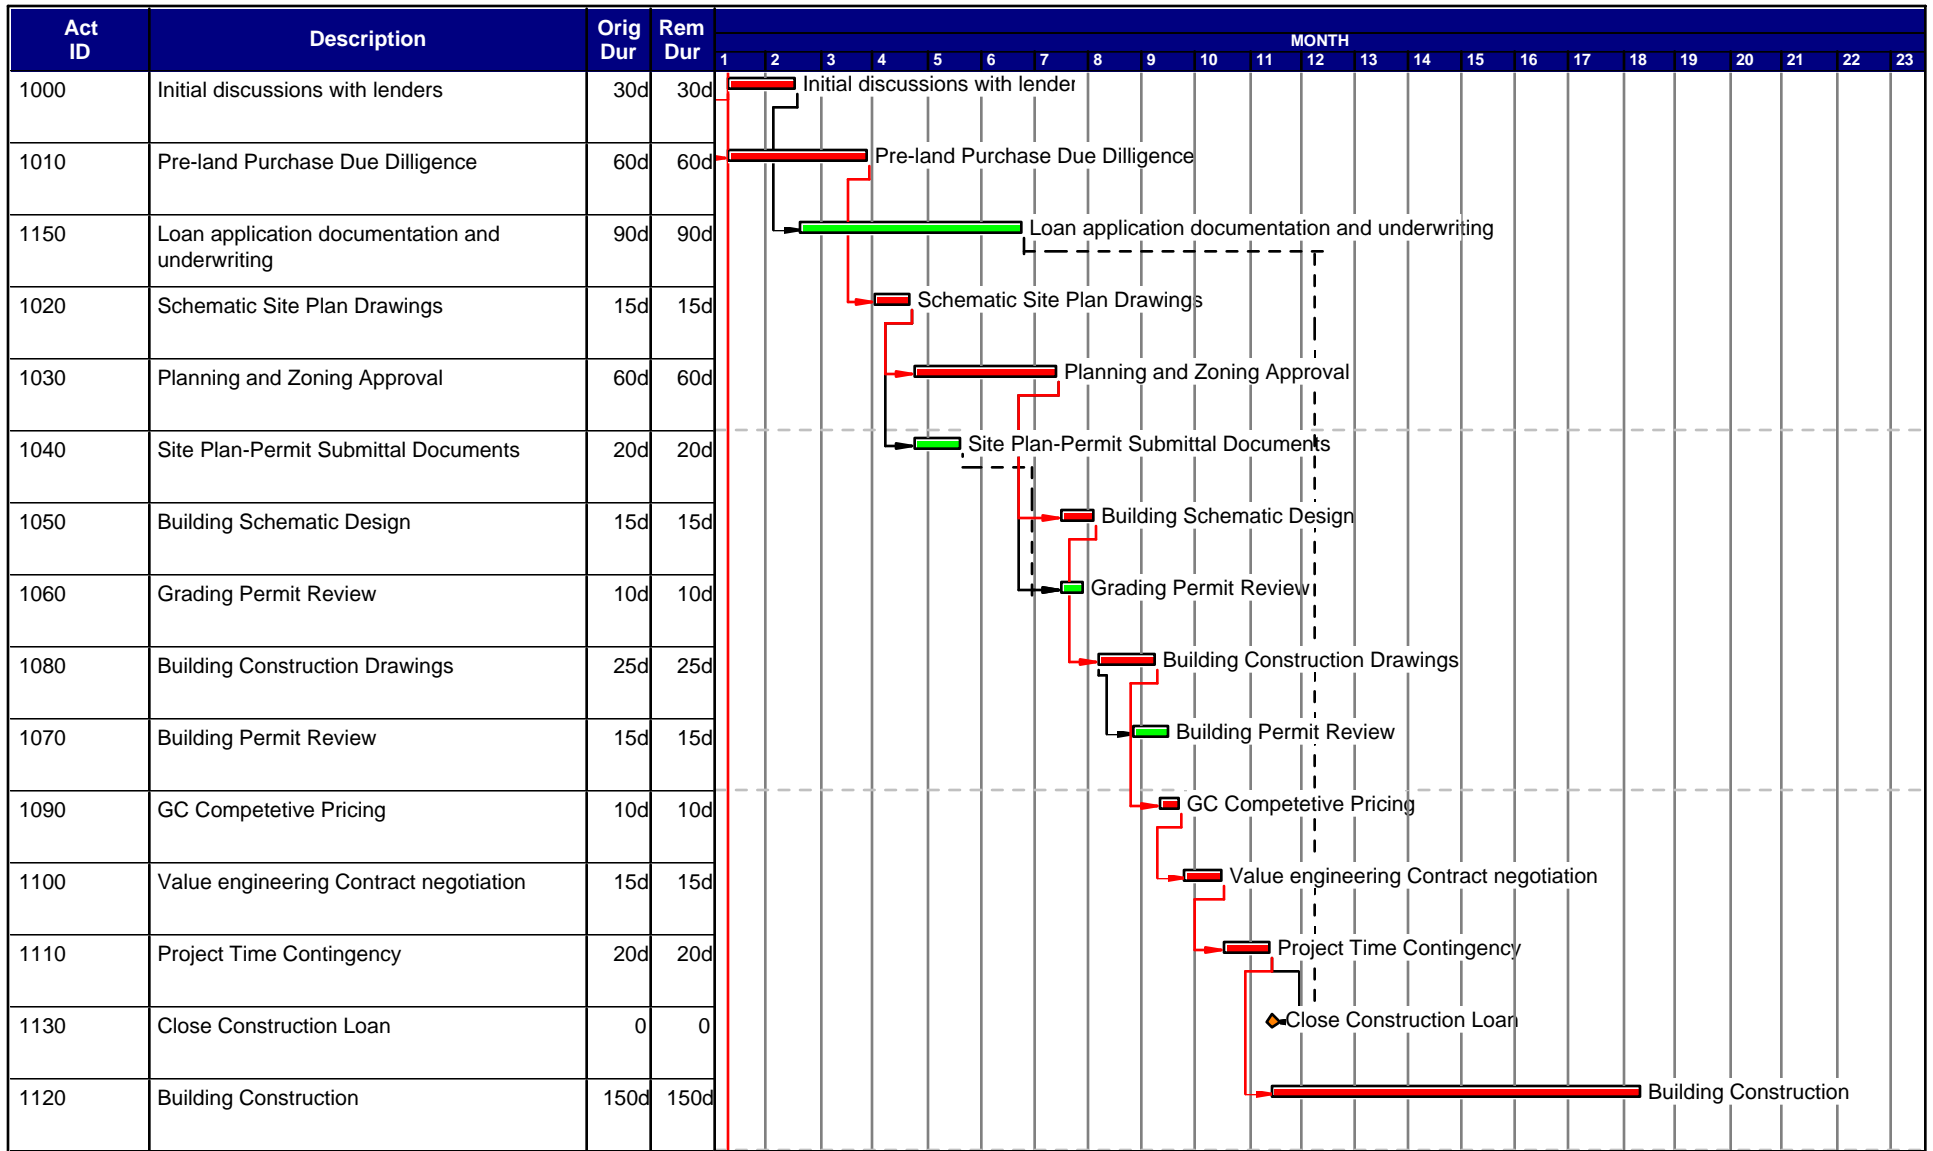 Act ID
Description
Orig Dur
Rem Dur
MONTH
1 2 3 4 5 6 7 8 9 10 11 12 13 14 15 16 17 18 19 20 21 22 23
1000 Initial discussions with lenders 30d 30d Initial discussions with lender
1010 Pre-land Purchase Due Dilligence 60d 60d Pre-land Purchase Due Dilligence
1150 Loan application documentation and 90d 90d Loan application documentation and underwriting
underwriting
1020 Schematic Site Plan Drawings 15d 15d Schematic Site Plan Drawings
1030 Planning and Zoning Approval 60d 60d Planning and Zoning Approval
1040 Site Plan-Permit Submittal Documents 20d 20d Site Plan-Permit Submittal Documents
1050 Building Schematic Design 15d 15d Building Schematic Design
1060 Grading Permit Review 10d 10d Grading Permit Review
1080 Building Construction Drawings 25d 25d Building Construction Drawings
1070 Building Permit Review 15d 15d Building Permit Review
1090 GC Competetive Pricing 10d 10d GC Competetive Pricing
1100 Value engineering Contract negotiation 15d 15d Value engineering Contract negotiation
1110 Project Time Contingency 20d 20d Project Time Contingency
1130 Close Construction Loan 0 0 Close Construction Loan
1120 Building Construction 150d 150d Building Construction